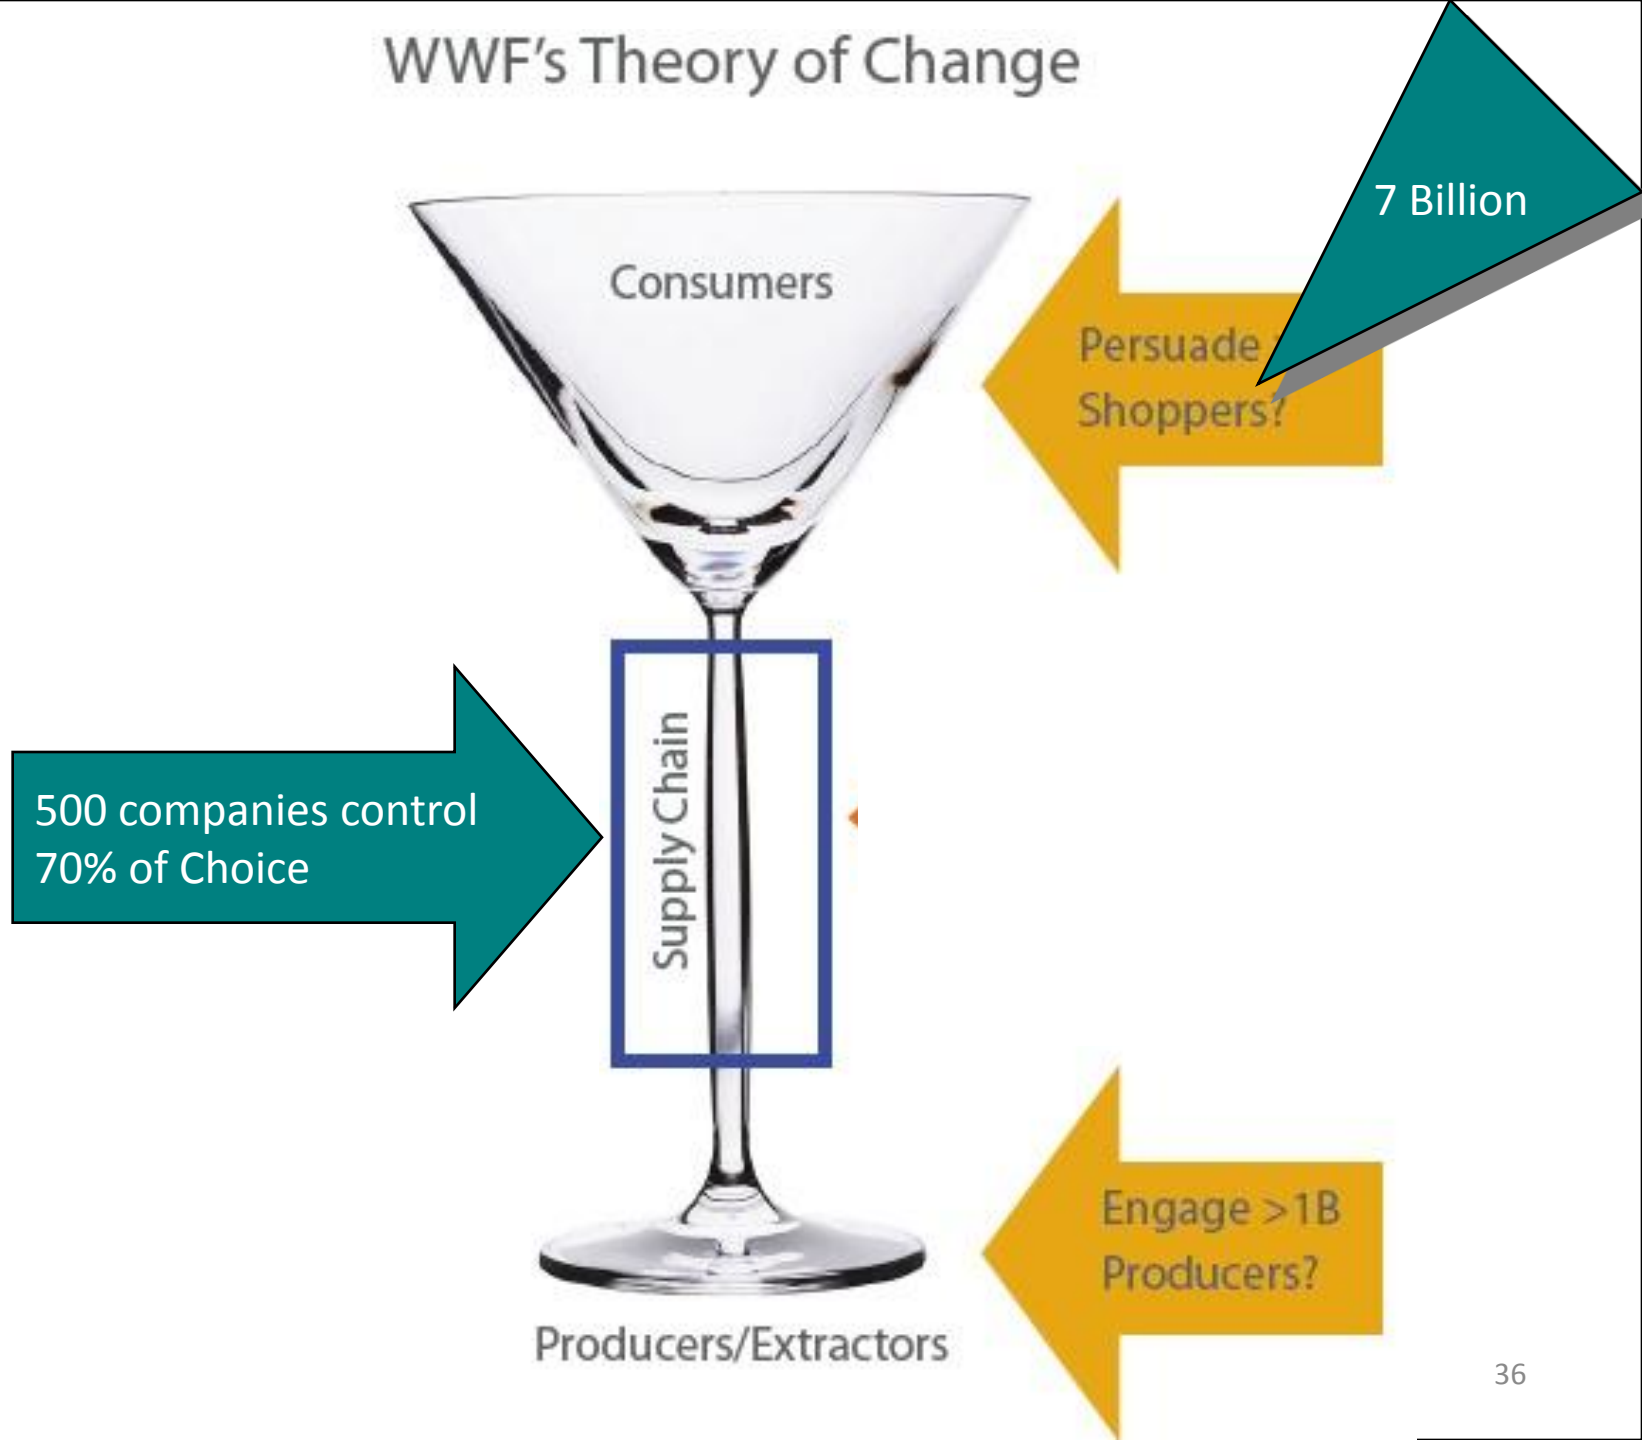 WWF's Theory of Change
7 Billion
Consumers
Persuade
Shoppers?
500 companies control
70% of Choice
Supply Chain
Engage >1B
Producers?
Producers/Extractors
36